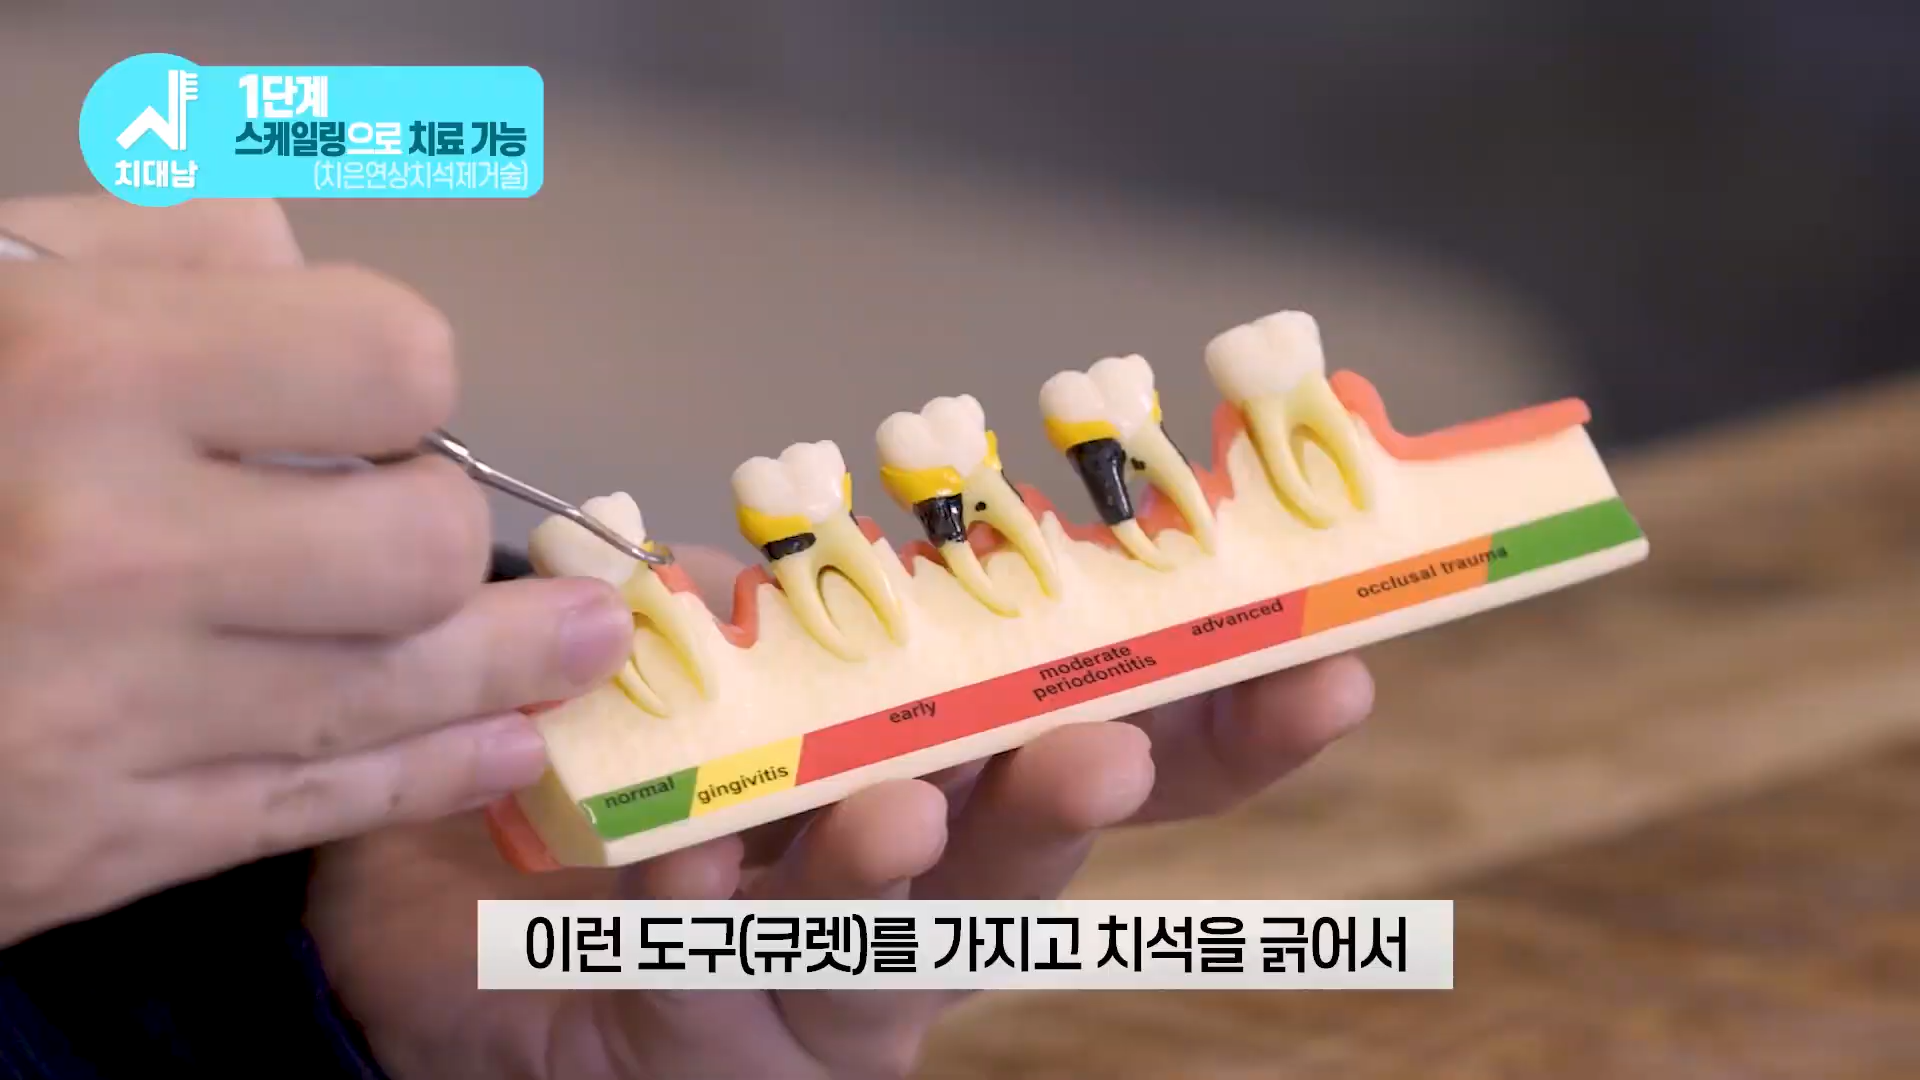 치대남
1단계
스케일링으로 치료 가능
(치은연상치석제거술)
normal
gingivitis
early
moderate
periodontitis
advanced
occlusal trauma
이런 도구(큐렛)를 가지고 치석을 긁어서